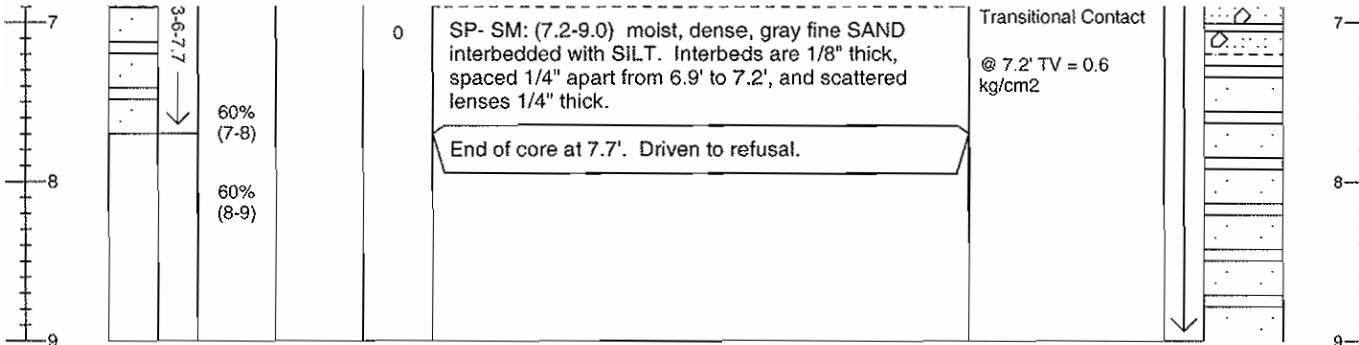 7
3-6-7.7
0
SP- SM: (7.2-9.0) moist, dense, gray fine SAND
interbedded with SILT. Interbeds are 1/8" thick,
spaced 1/4" apart from 6.9' to 7.2', and scattered
lenses 1/4" thick.
Transitional Contact
@ 7.2' TV = 0.6
kg/cm2
7
60%
(7-8)
End of core at 7.7'. Driven to refusal.
8
60%
(8-9)
8
9
9